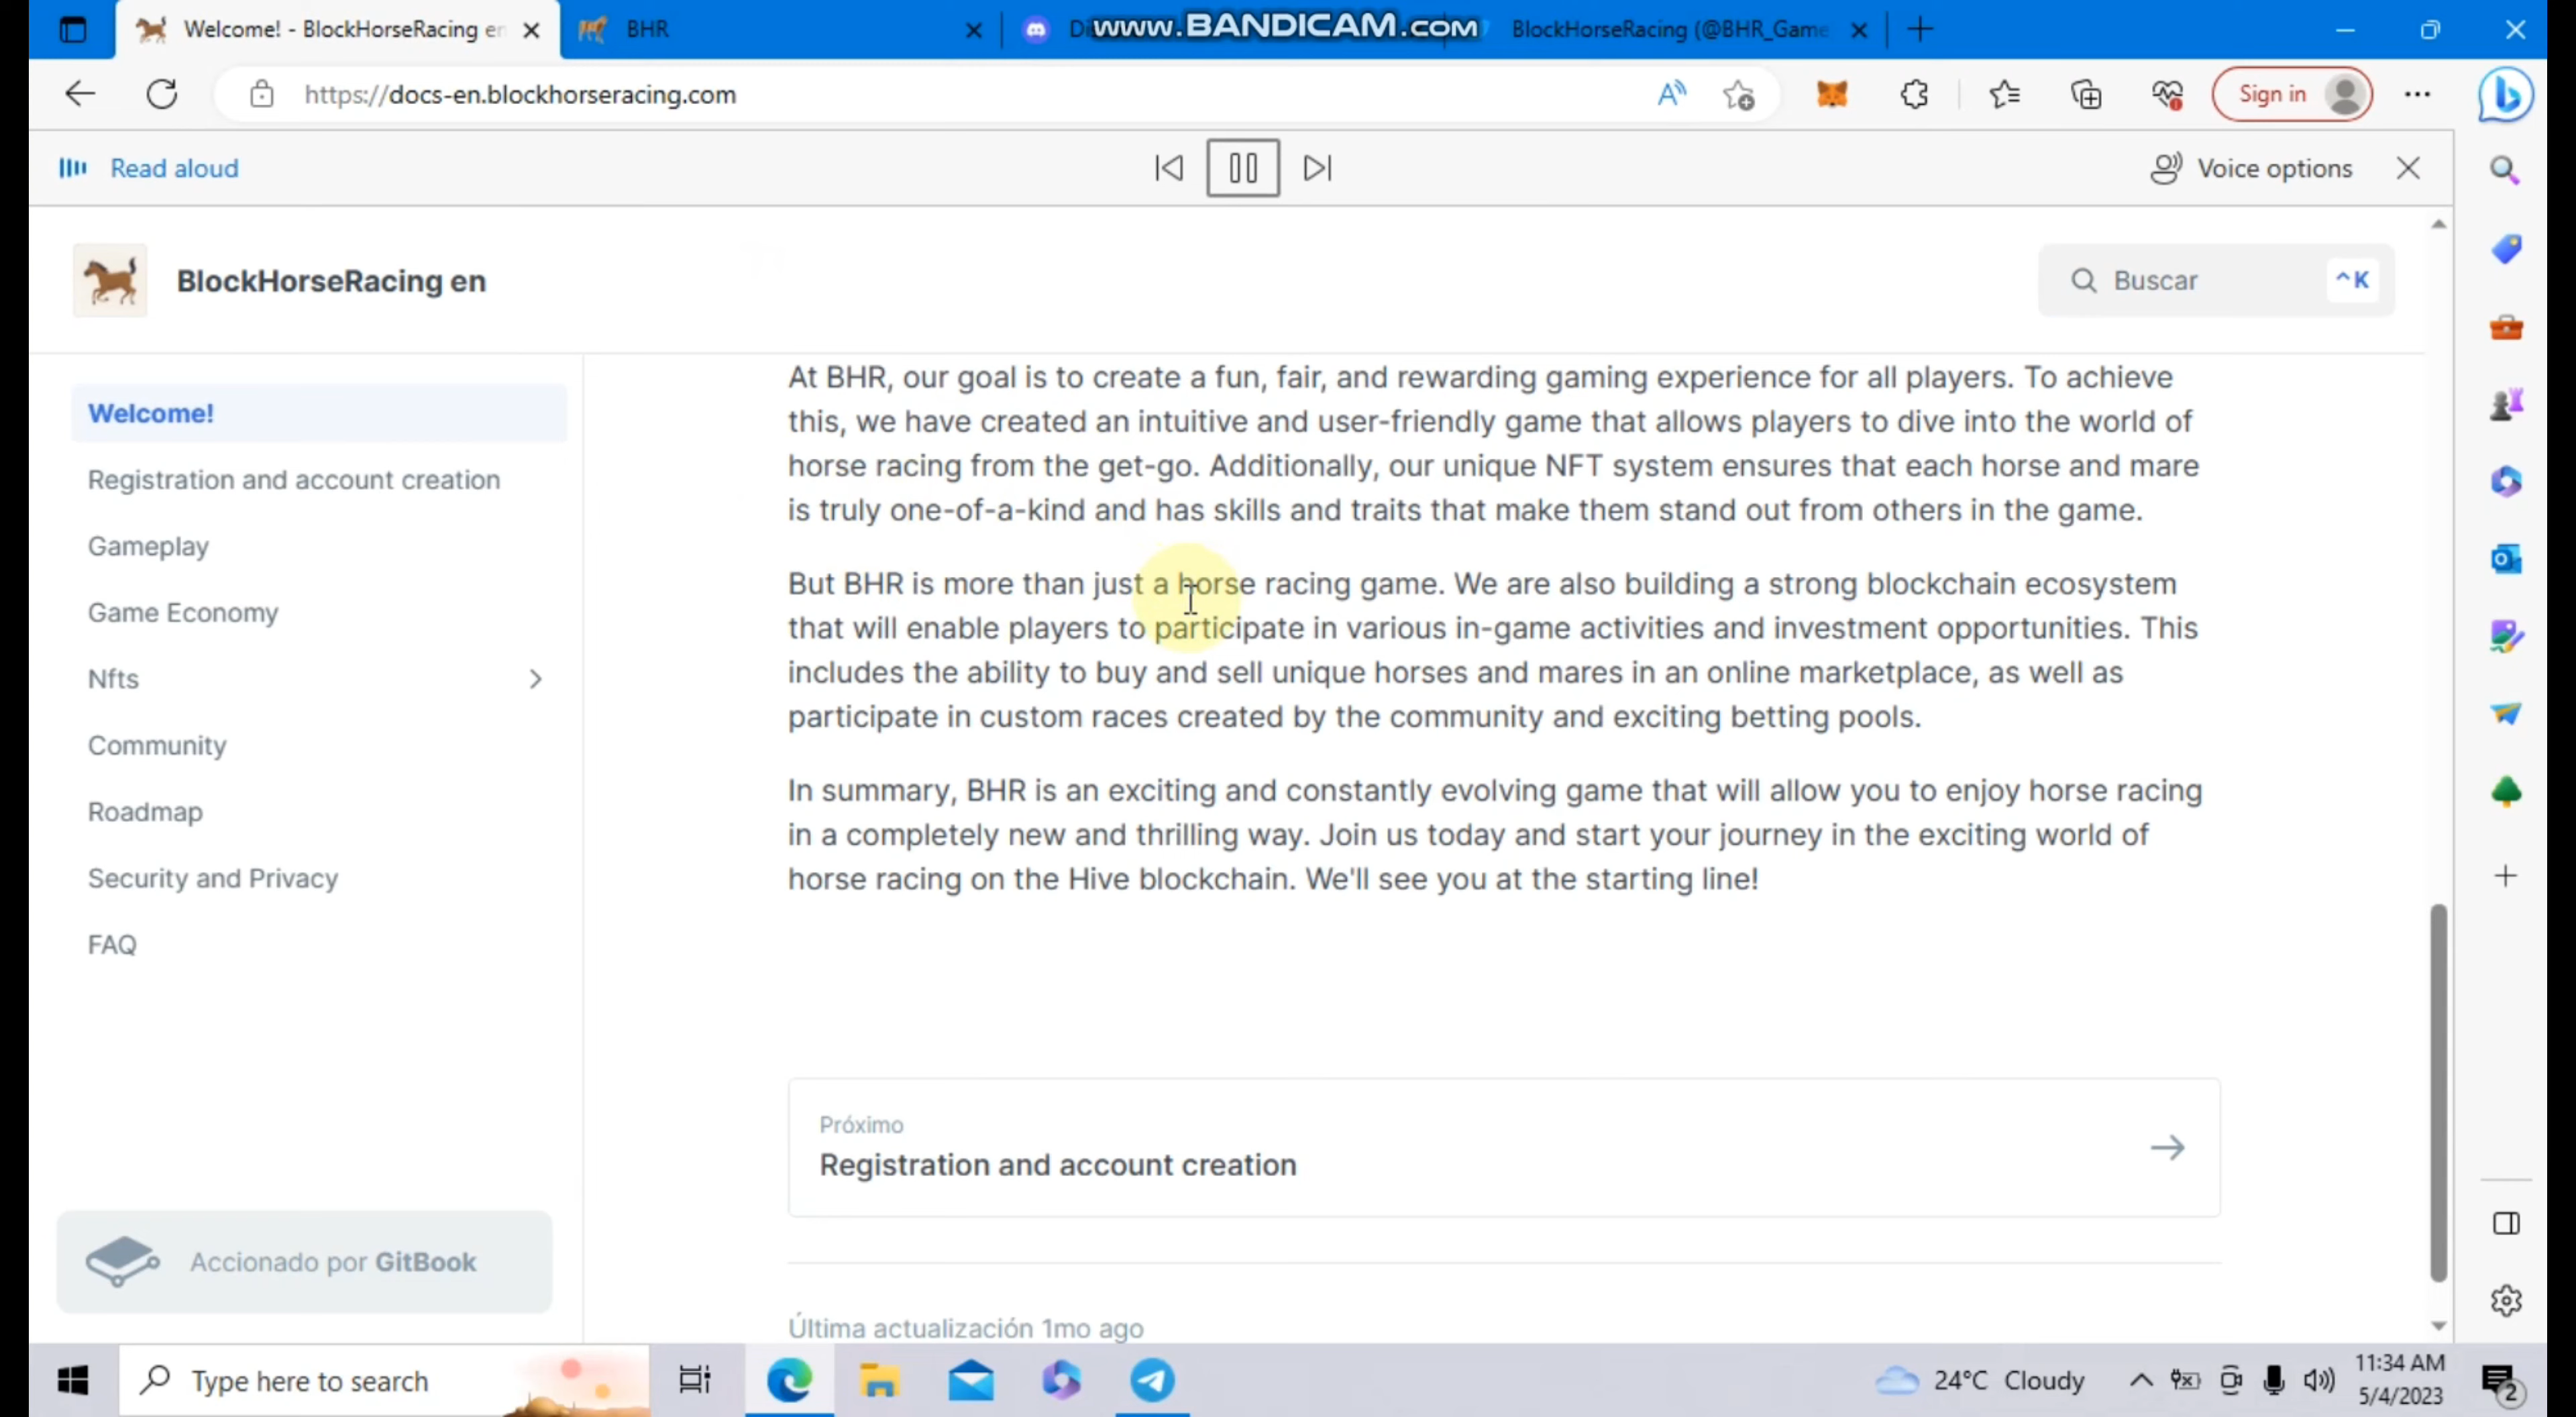 Welcome! - BlockHorseRacing en
BHR
Di
www.BANDICAM.com
BlockHorseRacing (@BHR_Game
https://docs-en.blockhorseracing.com
Sign in
Read aloud
Voice options
BlockHorseRacing en
Buscar
^K
Welcome!
Registration and account creation
Gameplay
Game Economy
Nfts
Community
Roadmap
Security and Privacy
FAQ
Accionado por GitBook
At BHR, our goal is to create a fun, fair, and rewarding gaming experience for all players. To achieve
this, we have created an intuitive and user-friendly game that allows players to dive into the world of
horse racing from the get-go. Additionally, our unique NFT system ensures that each horse and mare
is truly one-of-a-kind and has skills and traits that make them stand out from others in the game.
But BHR is more than just a horse racing game. We are also building a strong blockchain ecosystem
that will enable players to participate in various in-game activities and investment opportunities. This
includes the ability to buy and sell unique horses and mares in an online marketplace, as well as
participate in custom races created by the community and exciting betting pools.
In summary, BHR is an exciting and constantly evolving game that will allow you to enjoy horse racing
in a completely new and thrilling way. Join us today and start your journey in the exciting world of
horse racing on the Hive blockchain. We'll see you at the starting line!
Próximo
Registration and account creation
Última actualización 1mo ago
Type here to search
24°C Cloudy
11:34 AM
5/4/2023
2